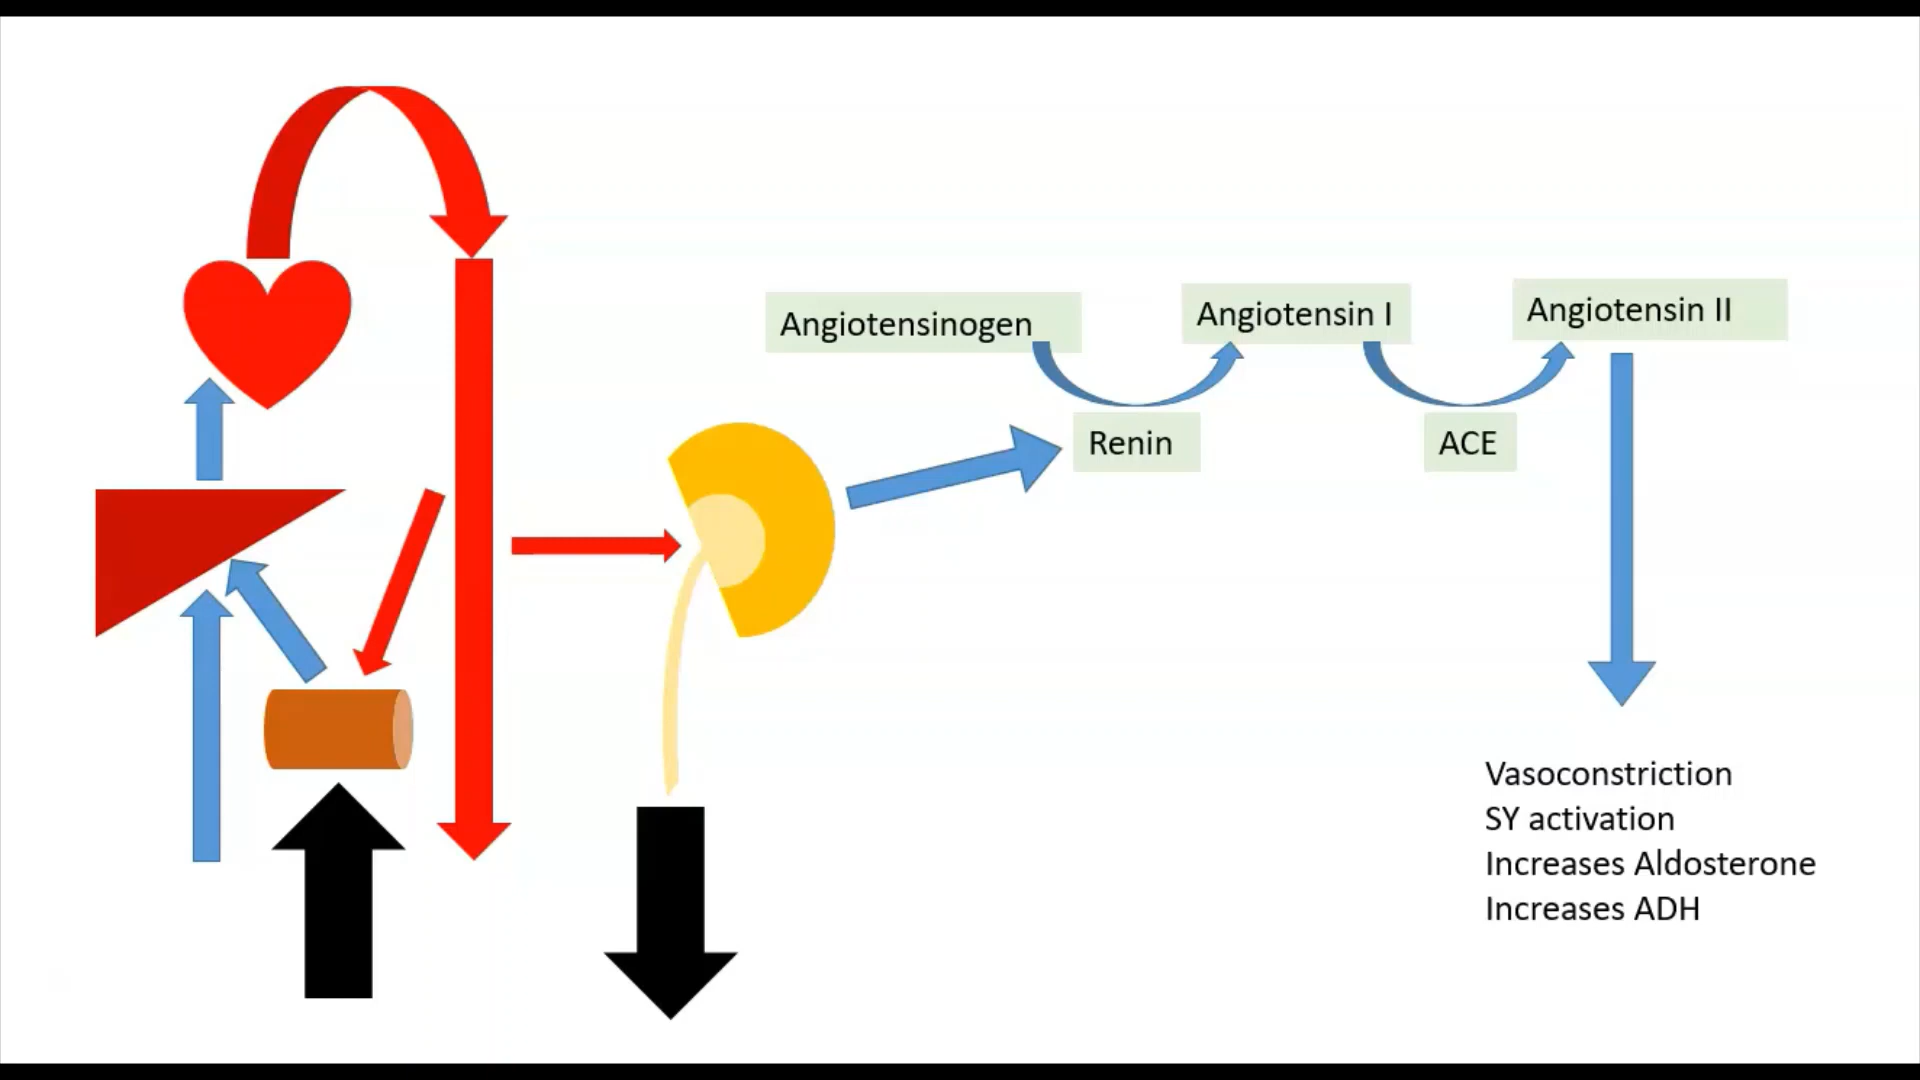 Angiotensinogen
Angiotensin I
Angiotensin II
Renin
ACE
Vasoconstriction
SY activation
Increases Aldosterone
Increases ADH